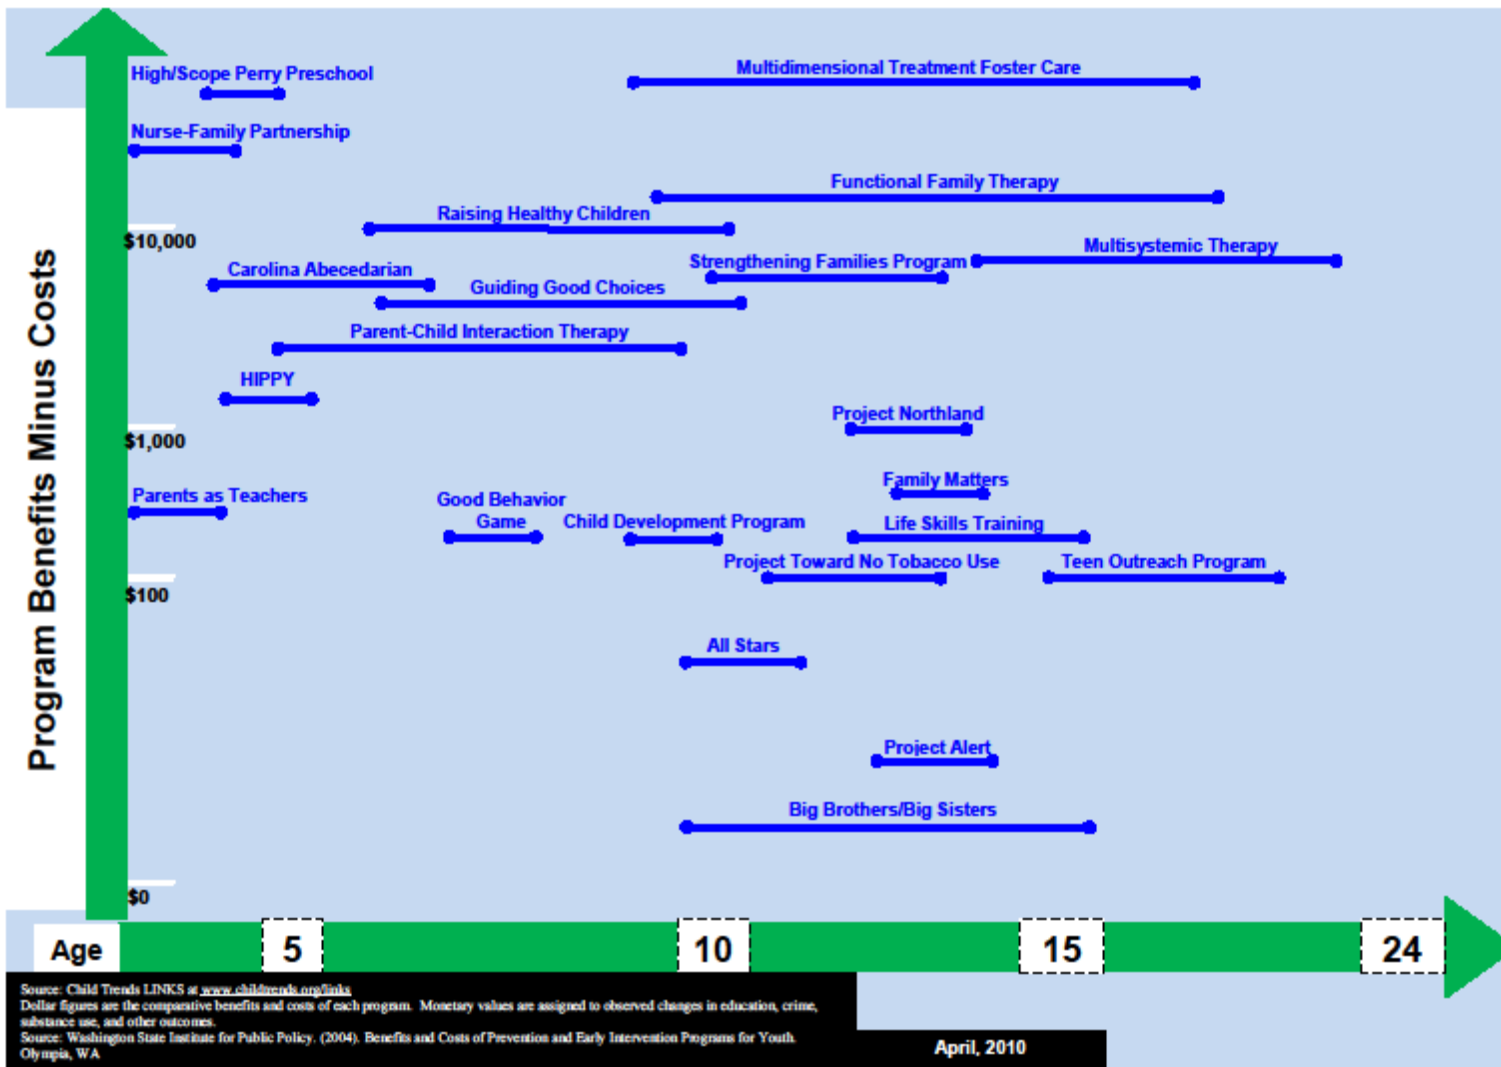 High/Scope Perry Preschool
Multidimensional Treatment Foster Care
Nurse-Family Partnership
Functional Family Therapy
Raising Healthy Children
$10,000
Multisystemic Therapy
Strengthening Families Program
Carolina Abecedarian
Guiding Good Choices
Parent-Child Interaction Therapy
HIPPY
Project Northland
$1,000
Family Matters
Parents as Teachers
Good Behavior
Game
Child Development Program
Life Skills Training
Project Toward No Tobacco Use
Teen Outreach Program
$100
All Stars
Project Alert
Big Brothers/Big Sisters
$0
Program Benefits Minus Costs
Age
5
10
15
24
Source: Child Trends LINKS at www.childtrends.org/links
Dollar figures are the comparative benefits and costs of each program. Monetary values are assigned to observed changes in education, crime,
substance use, and other outcomes.
Source: Washington State Institute for Public Policy. (2004). Benefits and Costs of Prevention and Early Intervention Programs for Youth.
Olympia, WA
April, 2010